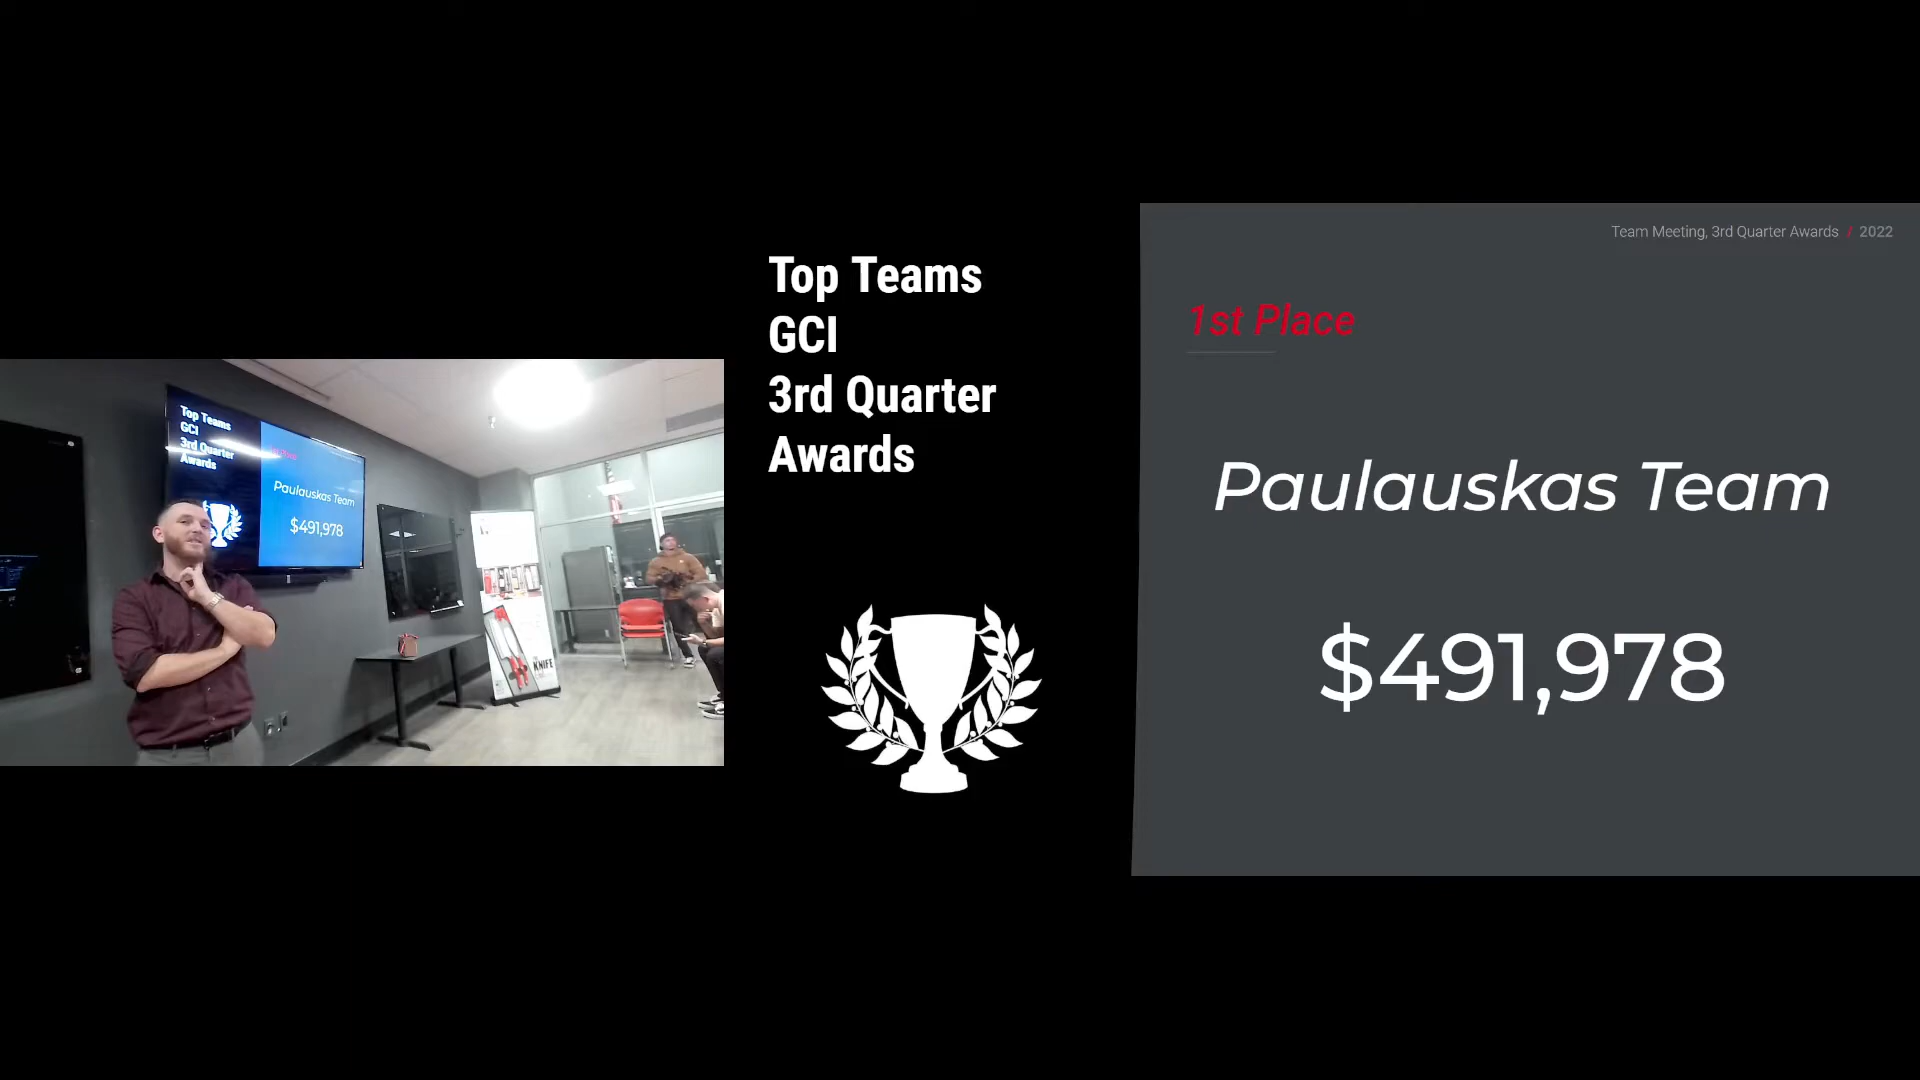 Top Teams
GCI
3rd Quarter
Awards
Team Meeting, 3rd Quarter Awards / 2022
1st Place
Paulauskas Team
$491,978
Top Teams
GCI
3rd Quarter
Awards
Paulauskas Team
$491,978
KNIFE